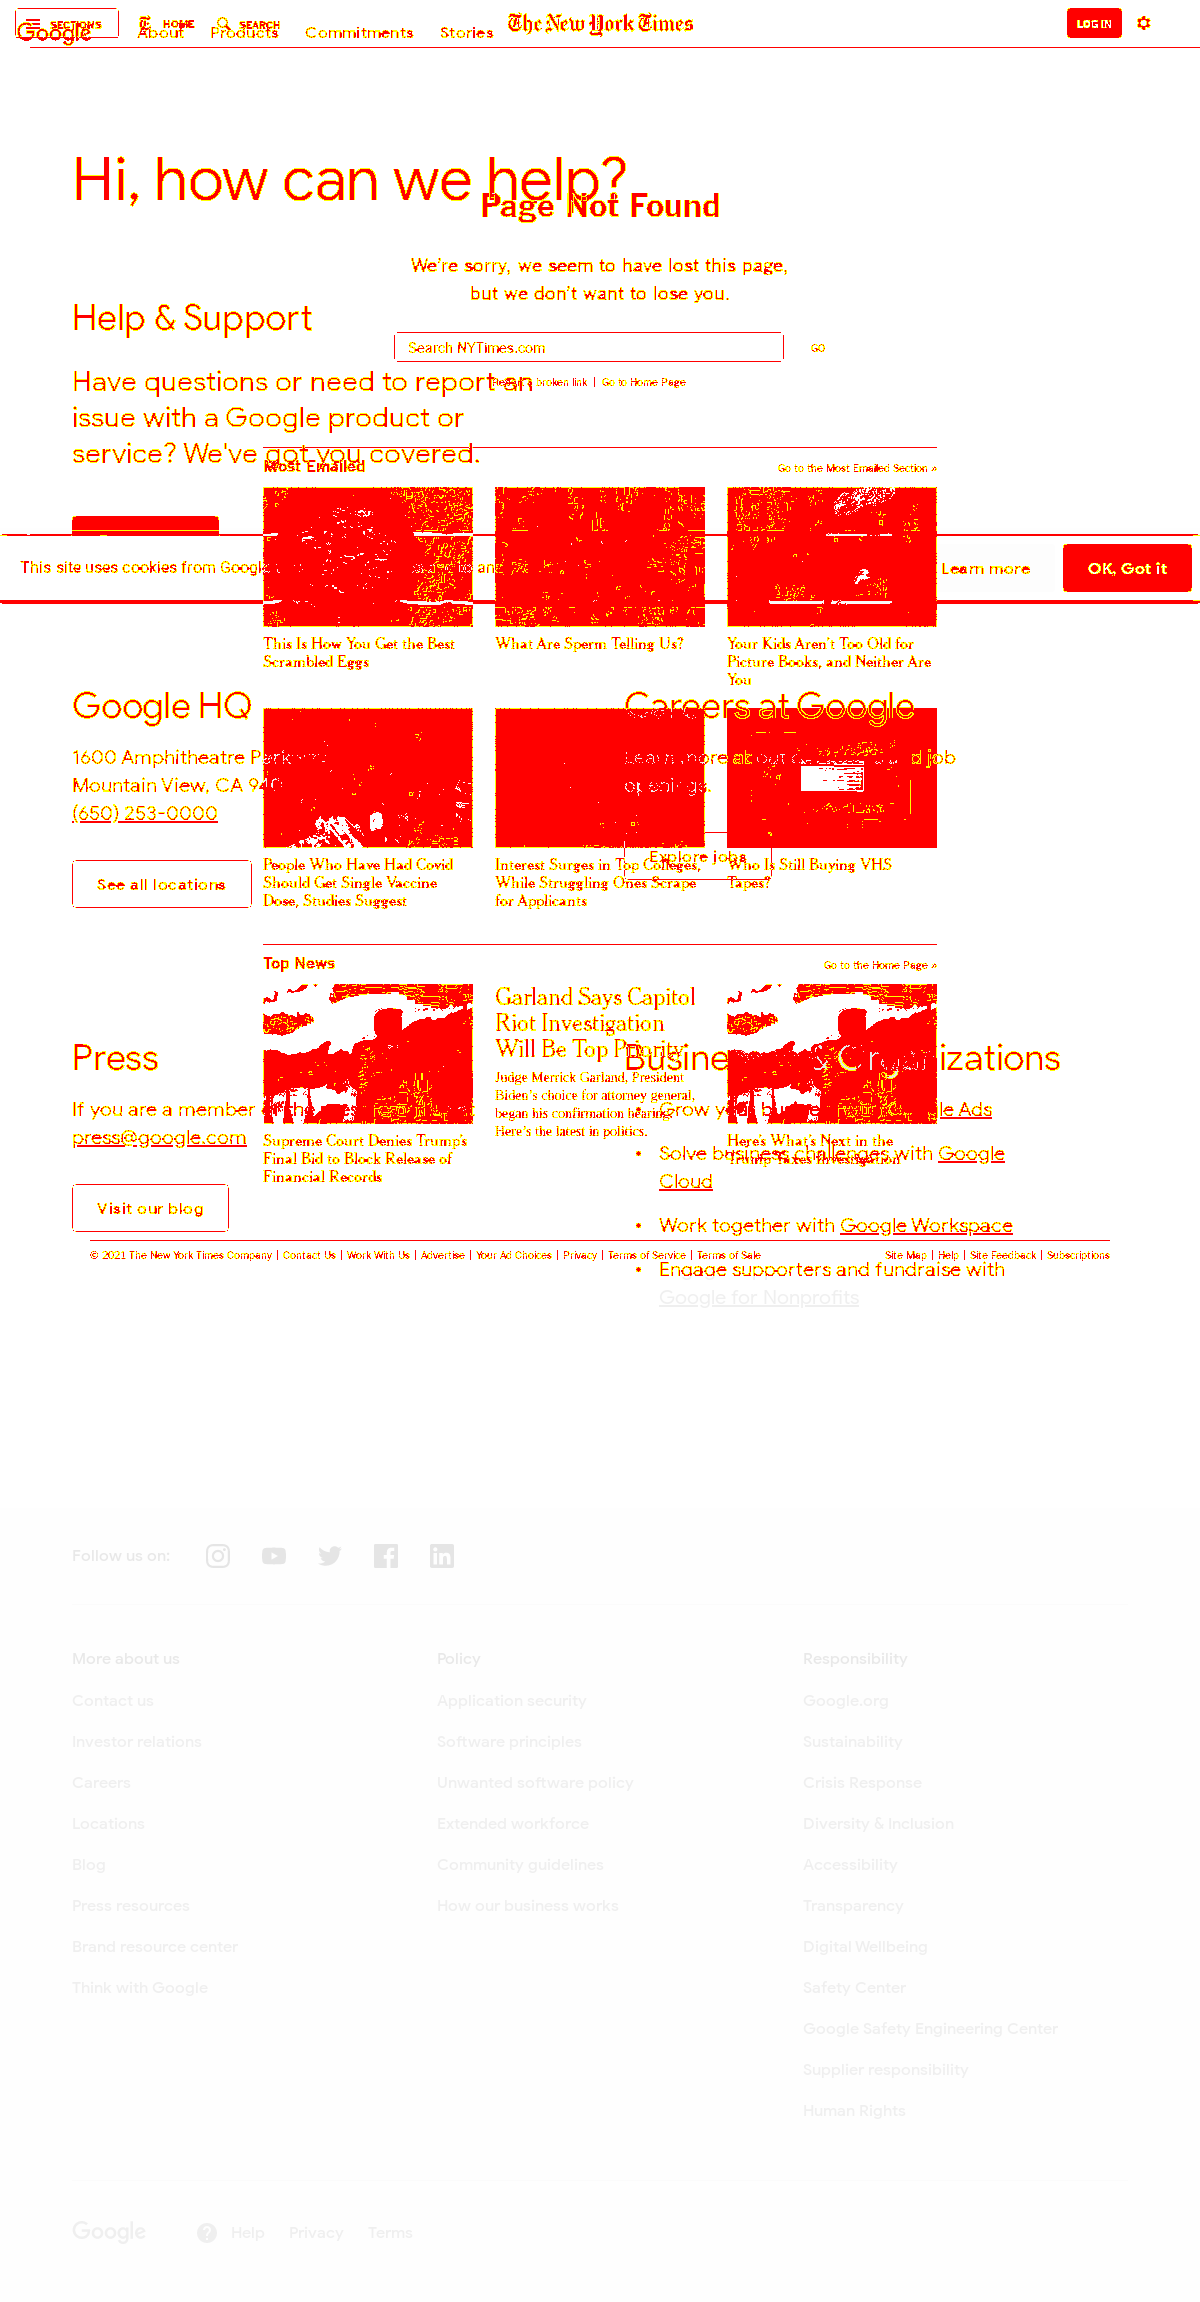 SECTIONS
HOME
SEARCH
The New York Times
LOG IN
Google
About
Products
Commitments
Stories
Hi, how can we help?
Page Not Found
We're sorry, we seem to have lost this page,
but we don't want to lose you.
Help & Support
Search NYTimes.com
GO
Have questions or need to report an
broken link | Go to Home Page
issue with a Google product or
service? We've got you covered.
Most Emailed
Go to the Most Emailed Section »
This site uses cookies from Google
Learn more
OK, Got it
This Is How You Get the Best
Scrambled Eggs
What Are Sperm Telling Us?
Your Kids Aren't Too Old for
Picture Books, and Neither Are
You
Google HQ
Careers at Google
1600 Amphitheatre
Mountain View, CA
(650) 253-0000
Learn more about
job
openings.
Explore jobs
See all locations
People Who Have Had Covid
Should Get Single Vaccine
Dose, Studies Suggest
Interest Surges in Top Colleges,
While Struggling Ones Scrape
for Applicants
Who Is Still Buying VHS
Tapes?
Top News
Go to the Home Page »
Garland Says Capitol
Riot Investigation
Will Be Top Priority
Judge Merrick Garland, President
Biden's choice for attorney general,
began his confirmation hearing.
Here's the latest in politics.
Press
If you are a member
press@google.com
Visit our blog
Supreme Court Denies Trump's
Final Bid to Block Release of
Financial Records
Here's What's Next in the
Trump Taxes Investigation
Organizations
Grow your
Ads
Solve business challenges with Google
Cloud
Work together with Google Workspace
Engage supporters and fundraise with
Google for Nonprofits
© 2021 The New York Times Company | Contact Us | Work With Us | Advertise | Your Ad Choices | Privacy | Terms of Service | Terms of Sale
Site Map | Help | Site Feedback | Subscriptions
Follow us on:
More about us
Contact us
Investor relations
Careers
Locations
Blog
Press resources
Brand resource center
Think with Google
Policy
Application security
Software principles
Unwanted software policy
Extended workforce
Community guidelines
How our business works
Responsibility
Google.org
Sustainability
Crisis Response
Diversity & Inclusion
Accessibility
Transparency
Digital Wellbeing
Safety Center
Google Safety Engineering Center
Supplier responsibility
Human Rights
Google
Help
Privacy
Terms